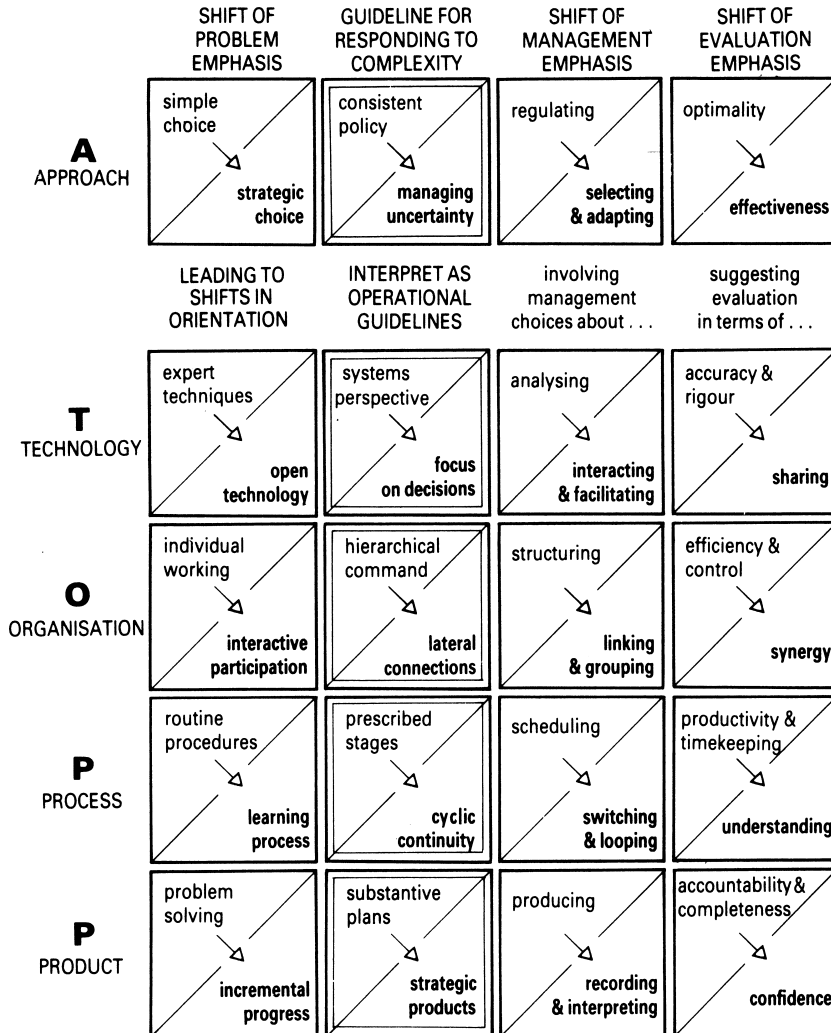 SHIFT OF
PROBLEM
EMPHASIS
GUIDELINE FOR
RESPONDING TO
COMPLEXITY
SHIFT OF
MANAGEMENT
EMPHASIS
SHIFT OF
EVALUATION
EMPHASIS
A
APPROACH
simple
choice
strategic
choice
consistent
policy
managing
uncertainty
regulating
selecting
& adapting
optimality
effectiveness
LEADING TO
SHIFTS IN
ORIENTATION
INTERPRET AS
OPERATIONAL
GUIDELINES
involving
management
choices about . . .
suggesting
evaluation
in terms of . . .
T
TECHNOLOGY
expert
techniques
open
technology
systems
perspective
focus
on decisions
analysing
interacting
& facilitating
accuracy &
rigour
sharing
O
ORGANISATION
individual
working
interactive
participation
hierarchical
command
lateral
connections
structuring
linking
& grouping
efficiency &
control
synergy
P
PROCESS
routine
procedures
learning
process
prescribed
stages
cyclic
continuity
scheduling
switching
& looping
productivity &
timekeeping
understanding
P
PRODUCT
problem
solving
incremental
progress
substantive
plans
strategic
products
producing
recording
& interpreting
accountability &
completeness
confidence